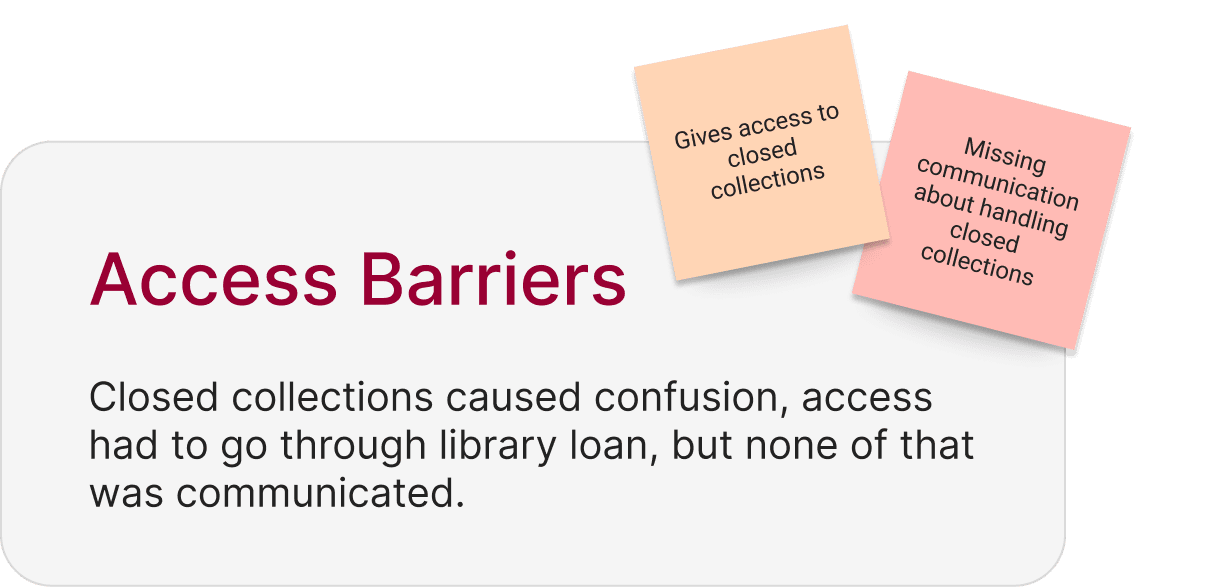 Gives access to
closed
collections
Missing
communication
about handling
closed
collections
Access Barriers
Closed collections caused confusion, access
had to go through library loan, but none of that
was communicated.